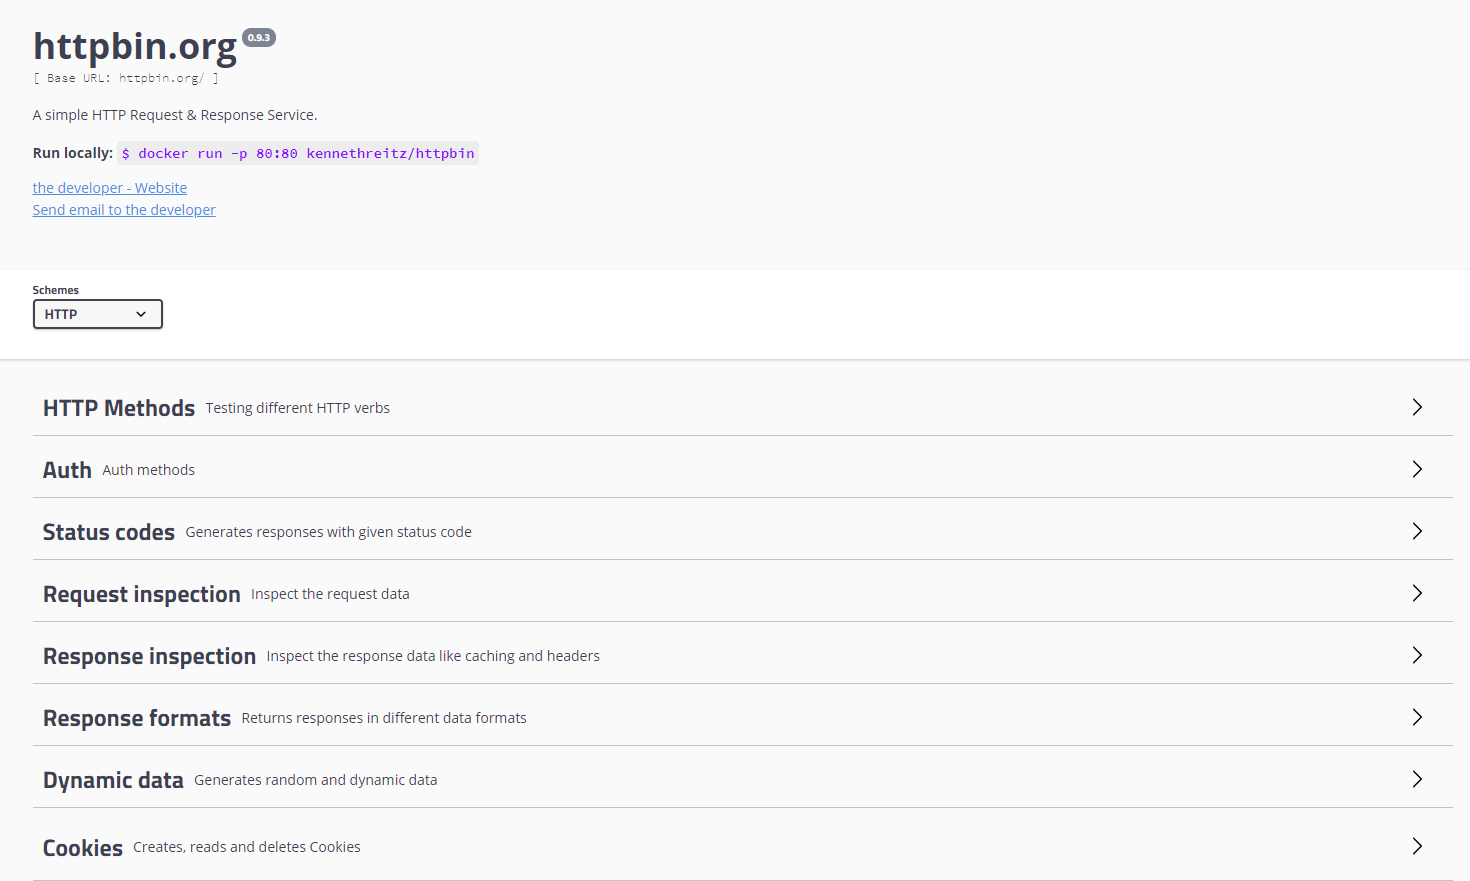 httpbin.org 0.9.3
[ Base URL: httpbin.org/ ]
A simple HTTP Request & Response Service.
Run locally: $ docker run -p 80:80 kennethreitz/httpbin
the developer - Website
Send email to the developer
Schemes
HTTP
HTTP Methods Testing different HTTP verbs
Auth Auth methods
Status codes Generates responses with given status code
Request inspection Inspect the request data
Response inspection Inspect the response data like caching and headers
Response formats Returns responses in different data formats
Dynamic data Generates random and dynamic data
Cookies Creates, reads and deletes Cookies